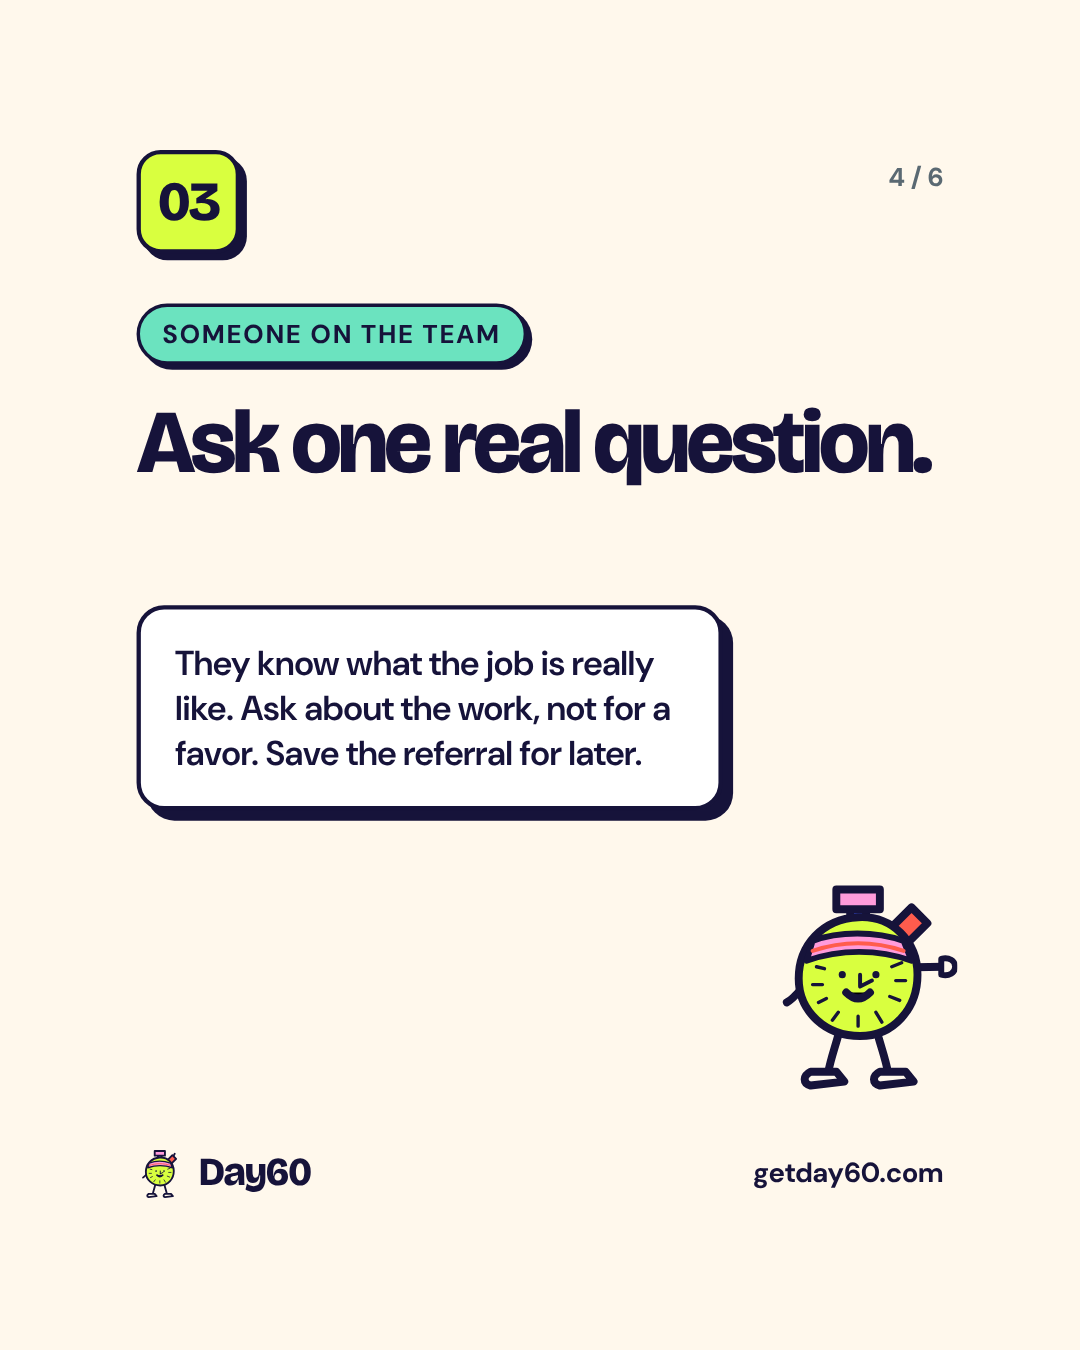 03
4 / 6
SOMEONE ON THE TEAM
Ask one real question.
They know what the job is really
like. Ask about the work, not for a
favor. Save the referral for later.
Day60
getday60.com